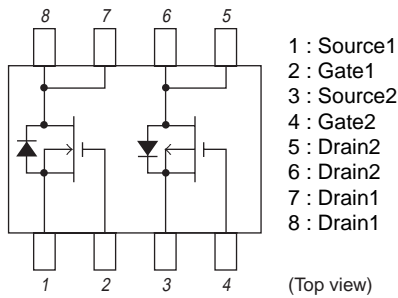 8 7 6 5
1 : Source1
2 : Gate1
3 : Source2
4 : Gate2
5 : Drain2
6 : Drain2
7 : Drain1
8 : Drain1
1 2 3 4
(Top view)